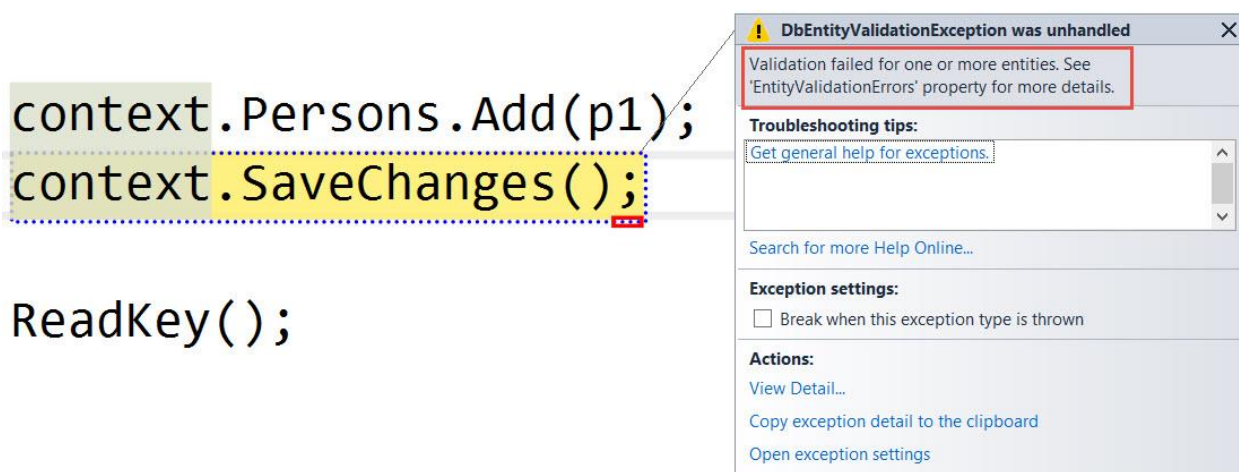 context.Persons.Add(p1);
context.SaveChanges();
ReadKey();
DbEntityValidationException was unhandled
Validation failed for one or more entities. See
'EntityValidationErrors' property for more details.
Troubleshooting tips:
Get general help for exceptions.
Search for more Help Online...
Exception settings:
Break when this exception type is thrown
Actions:
View Detail...
Copy exception detail to the clipboard
Open exception settings